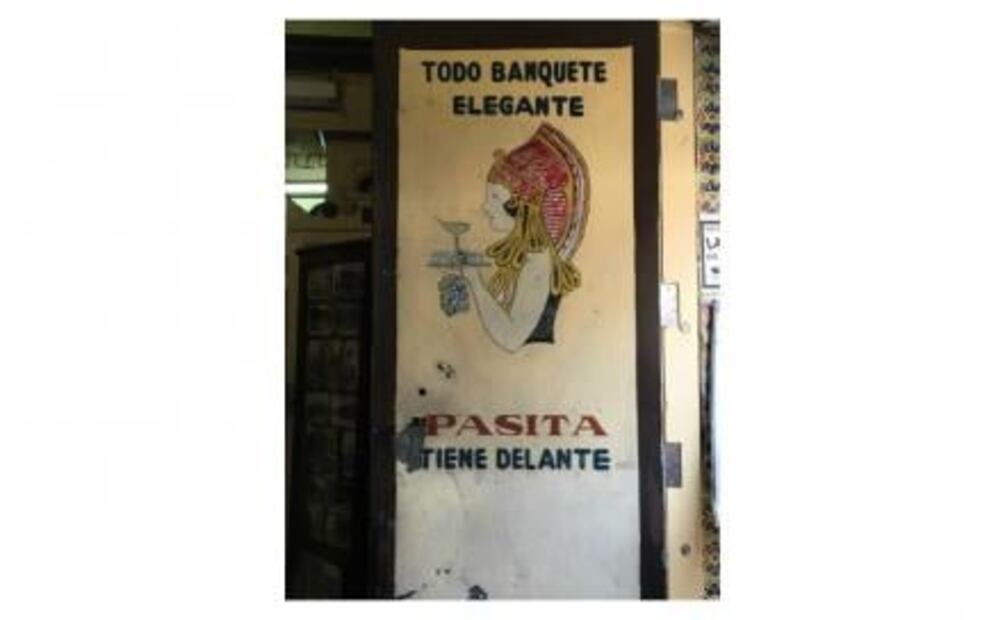 TODO BANQUETE
ELEGANTE
PASITA
TIENE DELANTE